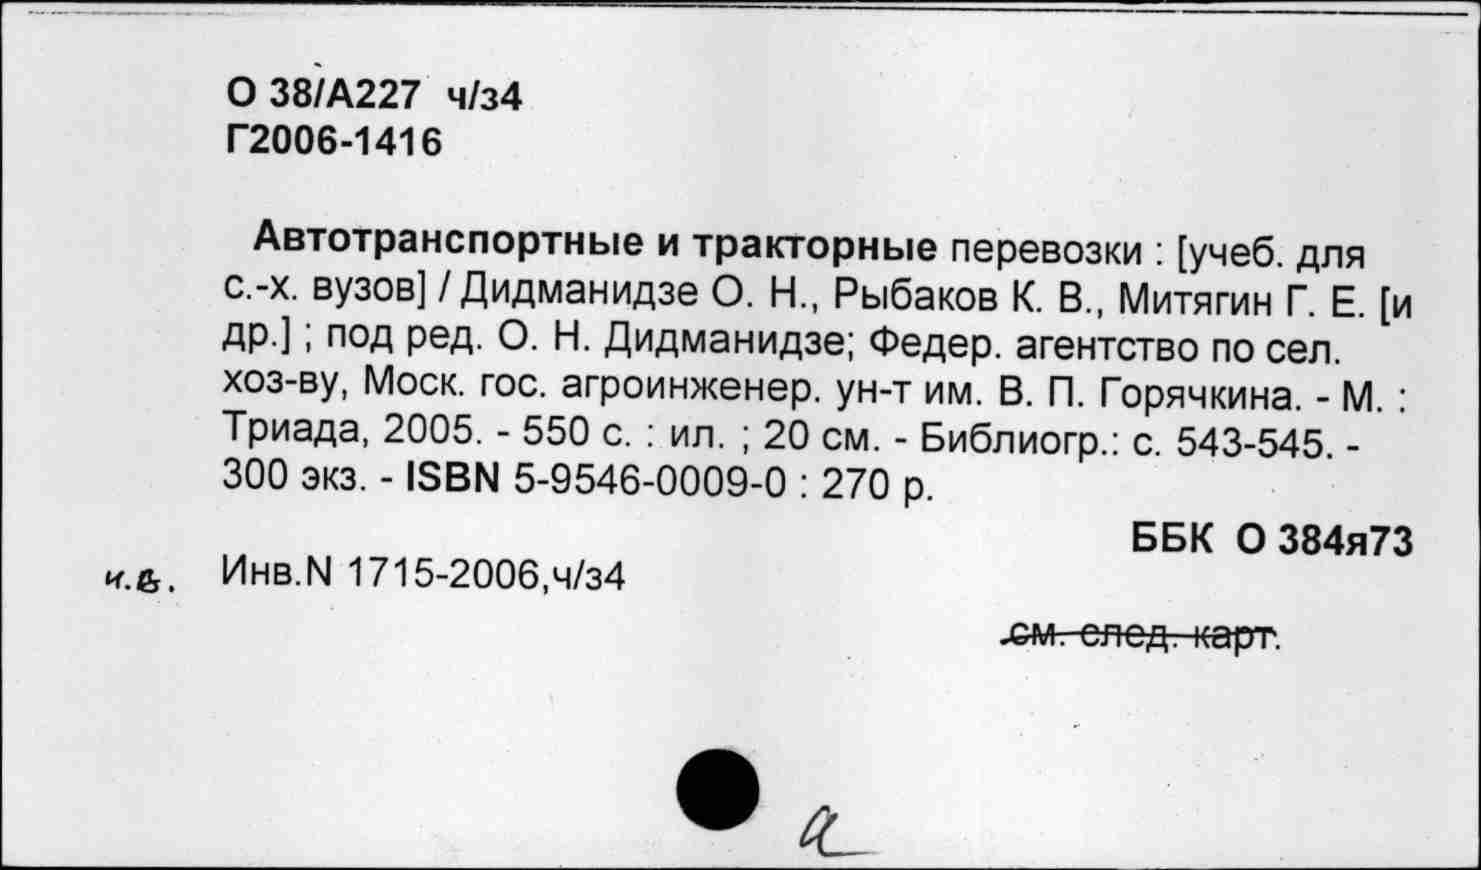 О 38/А227 ч/з4
Г2006-1416
Автотранспортные и тракторные перевозки : [учеб. для
с.-х. вузов] / Дидманидзе О. Н., Рыбаков К. В., Митягин Г. Е. [и
др.] ; под ред. О. Н. Дидманидзе; Федер. агентство по сел.
хоз-ву, Моск. гос. агроинженер. ун-т им. В. П. Горячкина. - М. :
Триада, 2005. - 550 с. : ил. ; 20 см. - Библиогр.: с. 543-545. -
300 экз. - ISBN 5-9546-0009-0 : 270 р.
ББК О 384я73
Инв.N 1715-2006,ч/з4
см. след. карт.
а